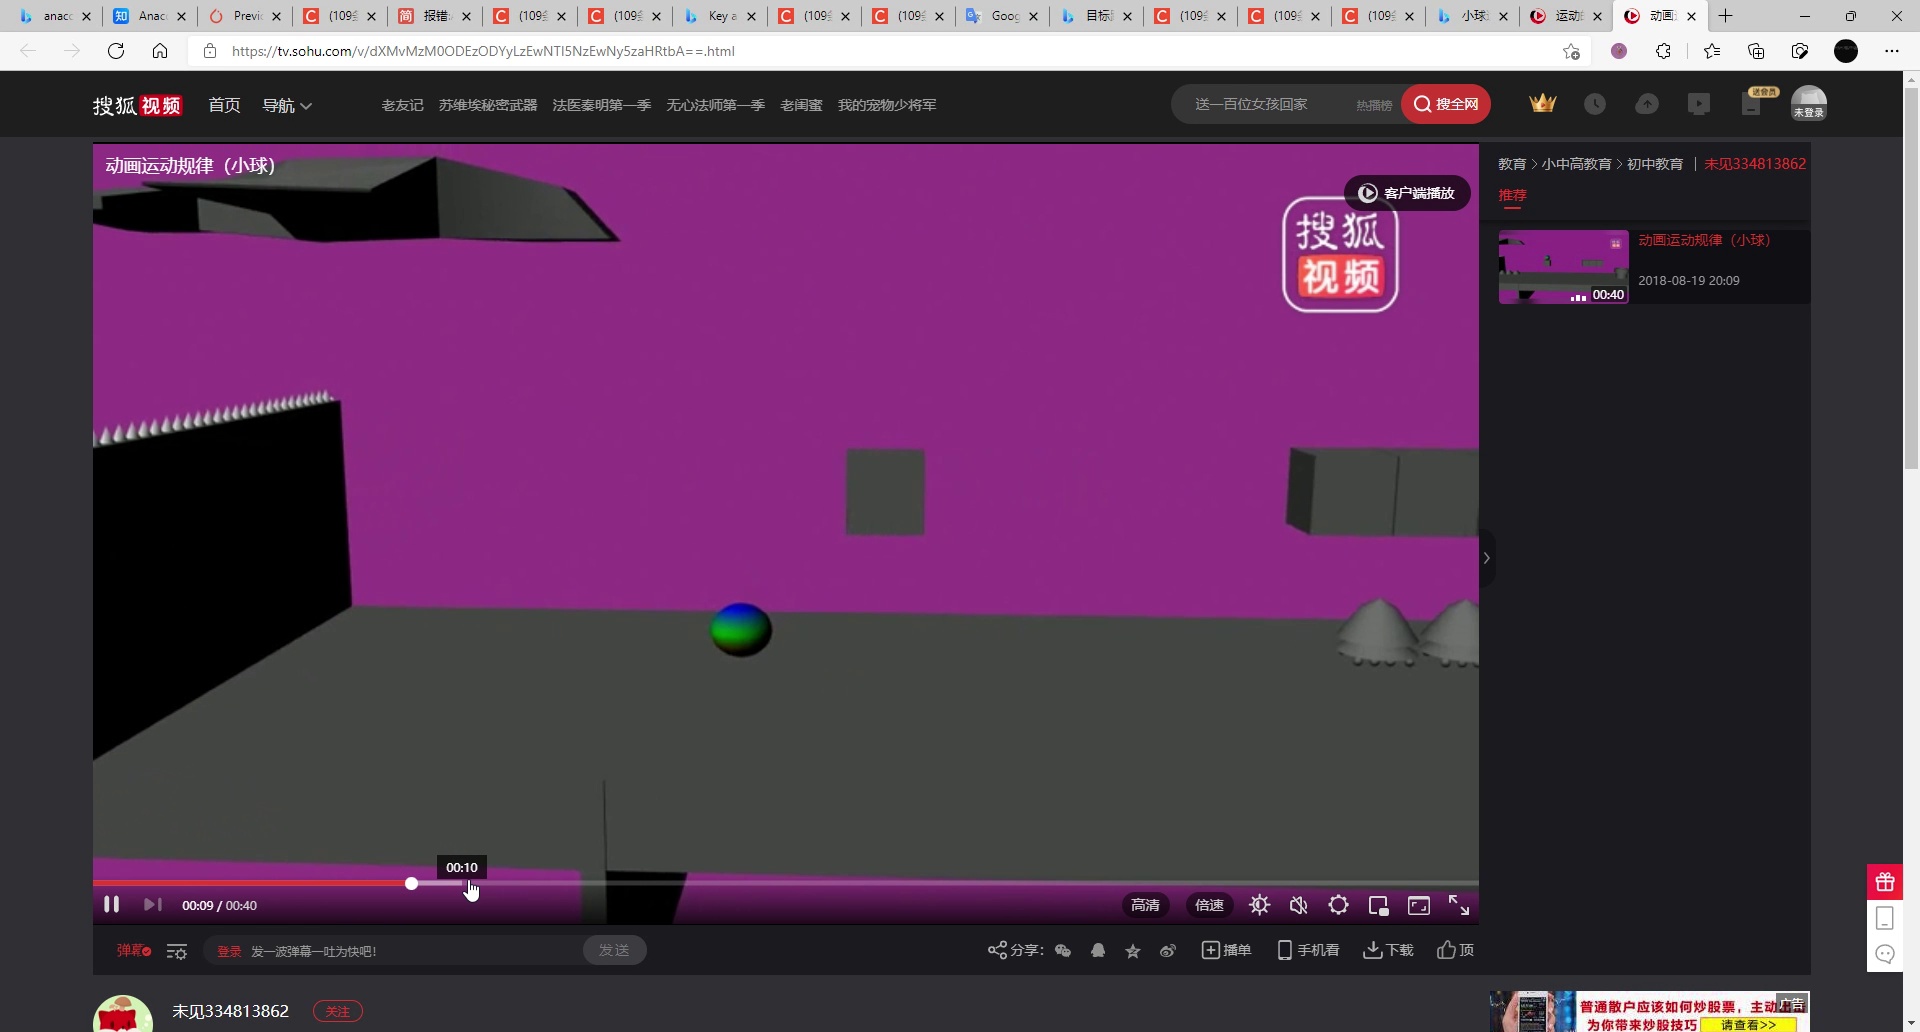 anac
Anac
Previ
(109
报错:
(109
(109
Key a
(109
(109
Goog
目标
(109
(109
(109
小球
运动
动画
https://tv.sohu.com/v/dXMvMzM0ODEzODYyLzEwNTI5NzEwNy5zaHRtbA==.html
搜狐视频 首页 导航 老友记 苏维埃秘密武器 法医秦明第一季 无心法师第一季 老闺蜜 我的宠物少将军 送一百位女孩回家 热播榜 搜全网
送会员
未登录
动画运动规律（小球）
客户端播放
搜狐
视频
教育 > 小中高教育 > 初中教育 | 未见334813862
推荐
动画运动规律（小球）
2018-08-19 20:09
00:40
00:10
00:09 / 00:40
高清 倍速
弹幕 登录 发一波弹幕一吐为快吧! 发送 分享: 播单 手机看 下载 顶
未见334813862 关注
普通散户应该如何炒股票，主动出
广告
为你带来炒股技巧 请查看>>